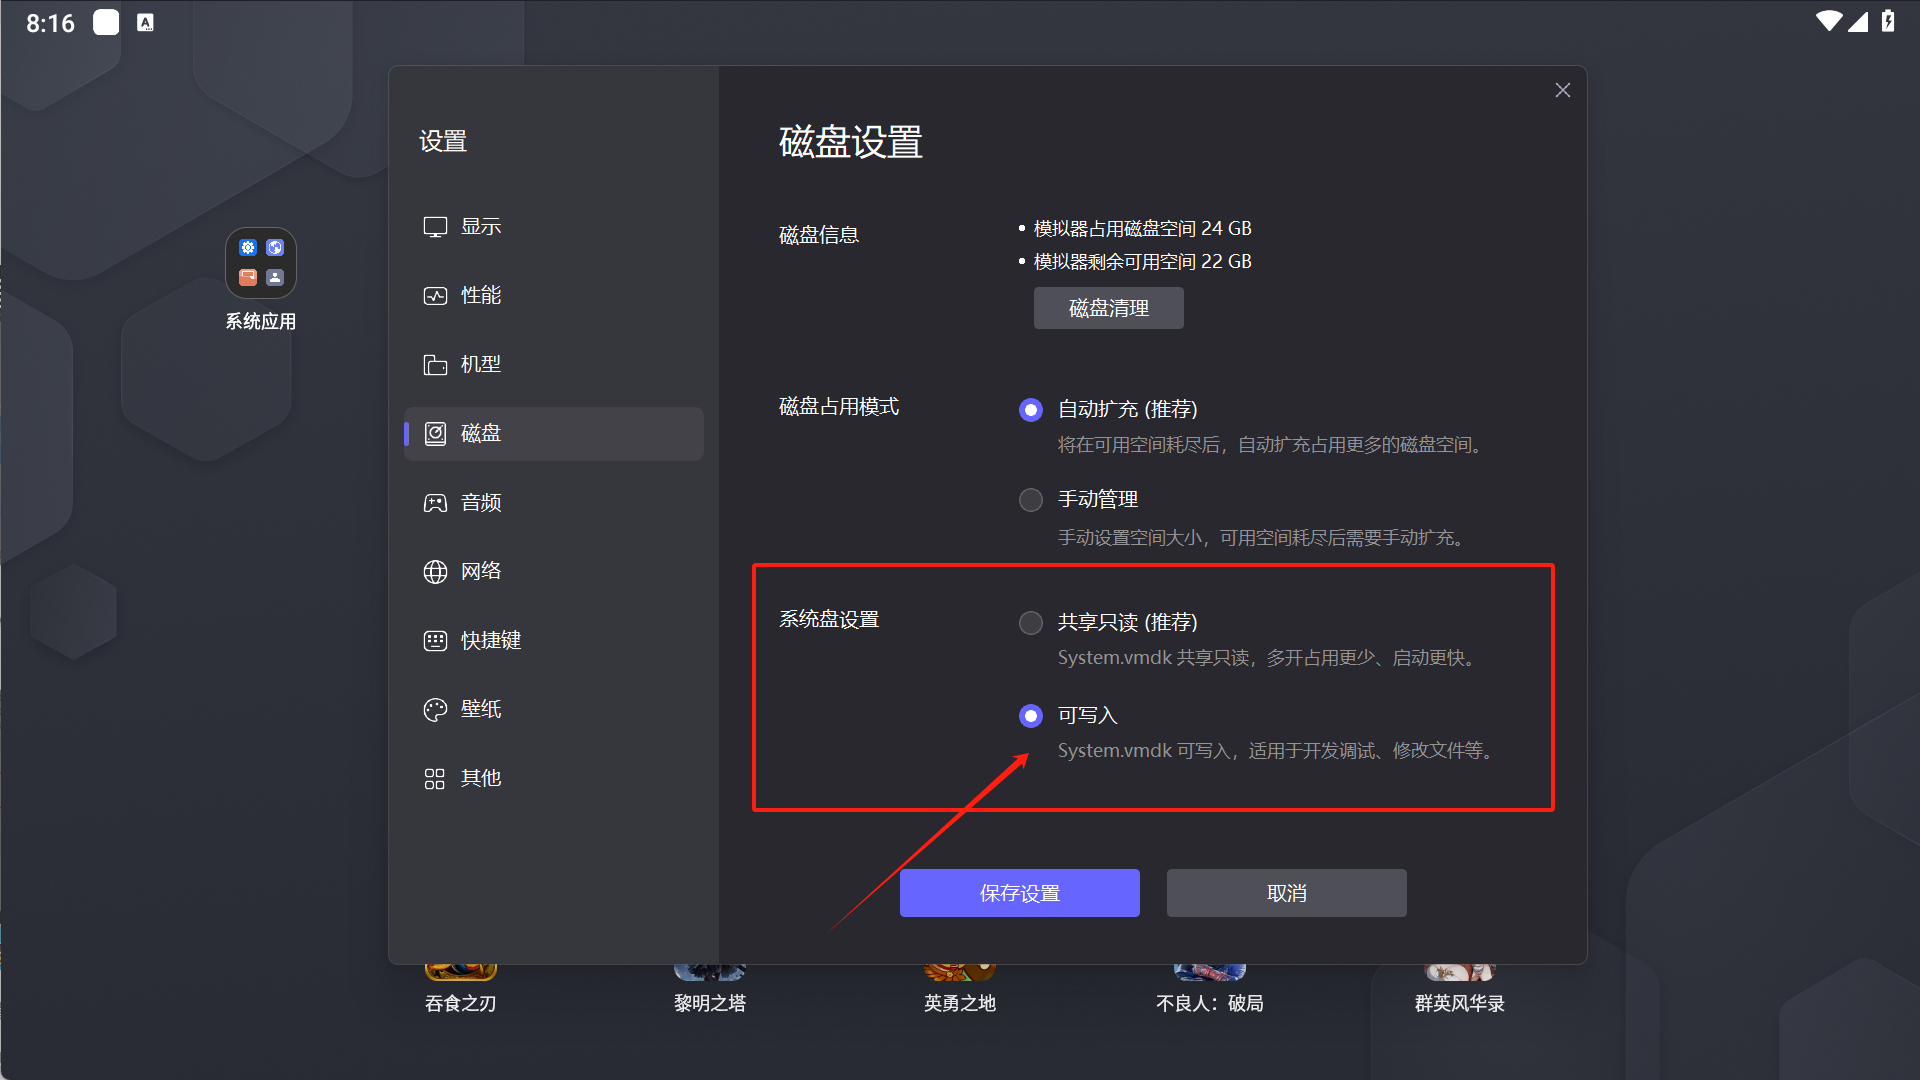 8:16
A
设置
显示
性能
机型
磁盘
音频
网络
快捷键
壁纸
其他
磁盘设置
磁盘信息
• 模拟器占用磁盘空间 24 GB
• 模拟器剩余可用空间 22 GB
磁盘清理
磁盘占用模式
自动扩充 (推荐)
将在可用空间耗尽后，自动扩充占用更多的磁盘空间。
手动管理
手动设置空间大小，可用空间耗尽后需要手动扩充。
系统盘设置
共享只读 (推荐)
System.vmdk 共享只读，多开占用更少、启动更快。
可写入
System.vmdk 可写入，适用于开发调试、修改文件等。
保存设置
取消
系统应用
吞食之刃
黎明之塔
英勇之地
不良人：破局
群英风华录